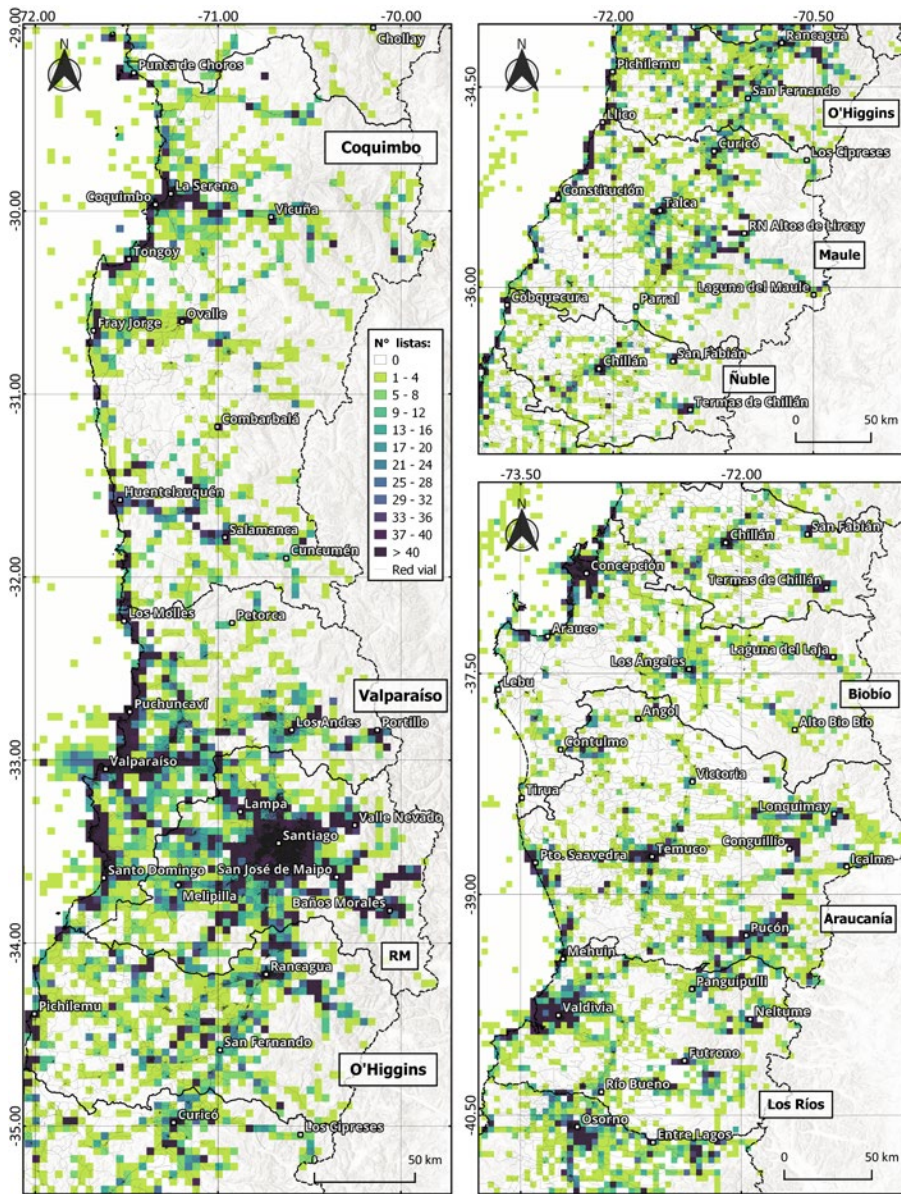 -72.00
-71.00
-70.00
-29.00
N
Chollay
Punta de Choros
Coquimbo
La Serena
Coquimbo
-30.00
Vicuña
Tongoy
Ovalle
Fray Jorge
N° listas:
0
1 - 4
5 - 8
9 - 12
13 - 16
17 - 20
21 - 24
25 - 28
29 - 32
33 - 36
37 - 40
> 40
Red vial
-31.00
Combarbalá
Huentelauquén
Salamanca
Cuncumén
-32.00
Los Molles
Petorca
Valparaíso
Puchuncaví
Los Andes
Portillo
-33.00
Valparaíso
Lampa
Valle Nevado
Santiago
San José de Maipo
Santo Domingo
Melipilla
Baños Morales
-34.00
RM
Rancagua
Pichilemu
San Fernando
O'Higgins
-35.00
Curicó
Los Cipreses
0
50 km
-72.00
-70.50
N
Rancagua
Pichilemu
-34.50
San Fernando
O'Higgins
Llico
Curicó
Los Cipreses
Constitución
Talca
RN Altos de Lircay
Maule
-36.00
Laguna del Maule
Cobquecura
Parral
San Fabián
Chillán
Ñuble
Termas de Chillán
0
50 km
-73.50
-72.00
N
Chillán
San Fabián
Concepción
Termas de Chillán
Arauco
Laguna del Laja
-37.50
Los Ángeles
Lebu
Biobío
Angol
Alto Bio Bio
Contulmo
Victoria
Tirua
Lonquimay
Conguillío
Pto. Saavedra
Temuco
Icalma
-39.00
Araucanía
Pucón
Mehuin
Panguipulli
Valdivia
Neltume
Futrono
Río Bueno
Los Ríos
-40.50
Osorno
Entre Lagos
0
50 km